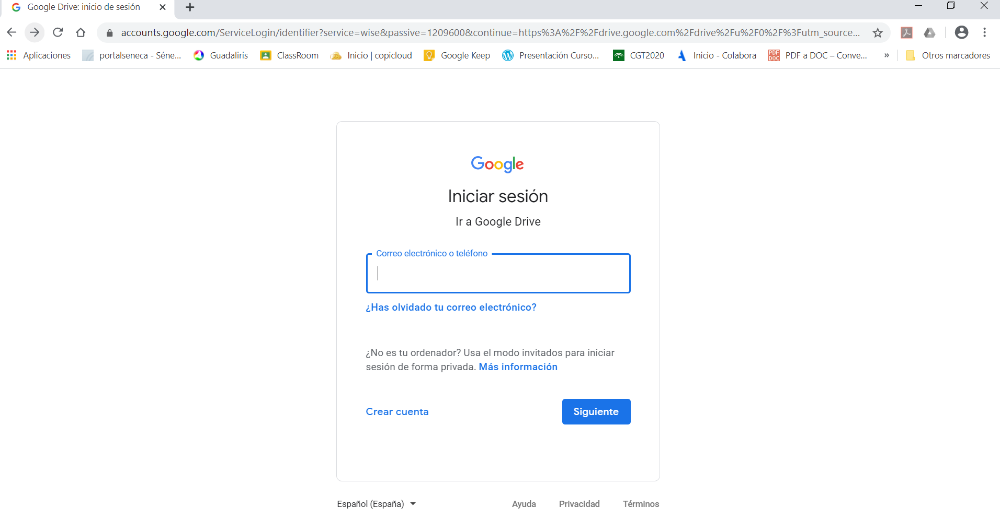 Google Drive: inicio de sesión
accounts.google.com/ServiceLogin/identifier?service=wise&passive=1209600&continue=https%3A%2F%2Fdrive.google.com%2Fdrive%2Fu%2F0%2F%3Futm_source...
Aplicaciones portalseneca - Séne... Guadaliris ClassRoom Inicio | copicloud Google Keep Presentación Curso... CGT2020 Inicio - Colabora PDF DOC PDF a DOC – Conve... » Otros marcadores
Google
Iniciar sesión
Ir a Google Drive
Correo electrónico o teléfono
¿Has olvidado tu correo electrónico?
¿No es tu ordenador? Usa el modo invitados para iniciar
sesión de forma privada. Más información
Crear cuenta Siguiente
Español (España) Ayuda Privacidad Términos